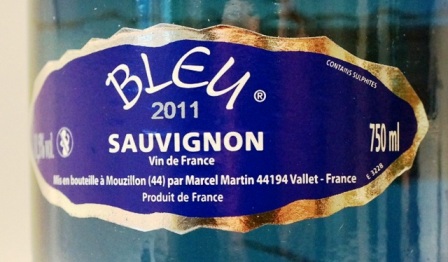 BLEU ®
2011
SAUVIGNON
Vin de France
Mis en bouteille à Mouzillon (44) par Marcel Martin 44194 Vallet - France
Produit de France
750 ml
CONTAINS SULPHITES
E 3228